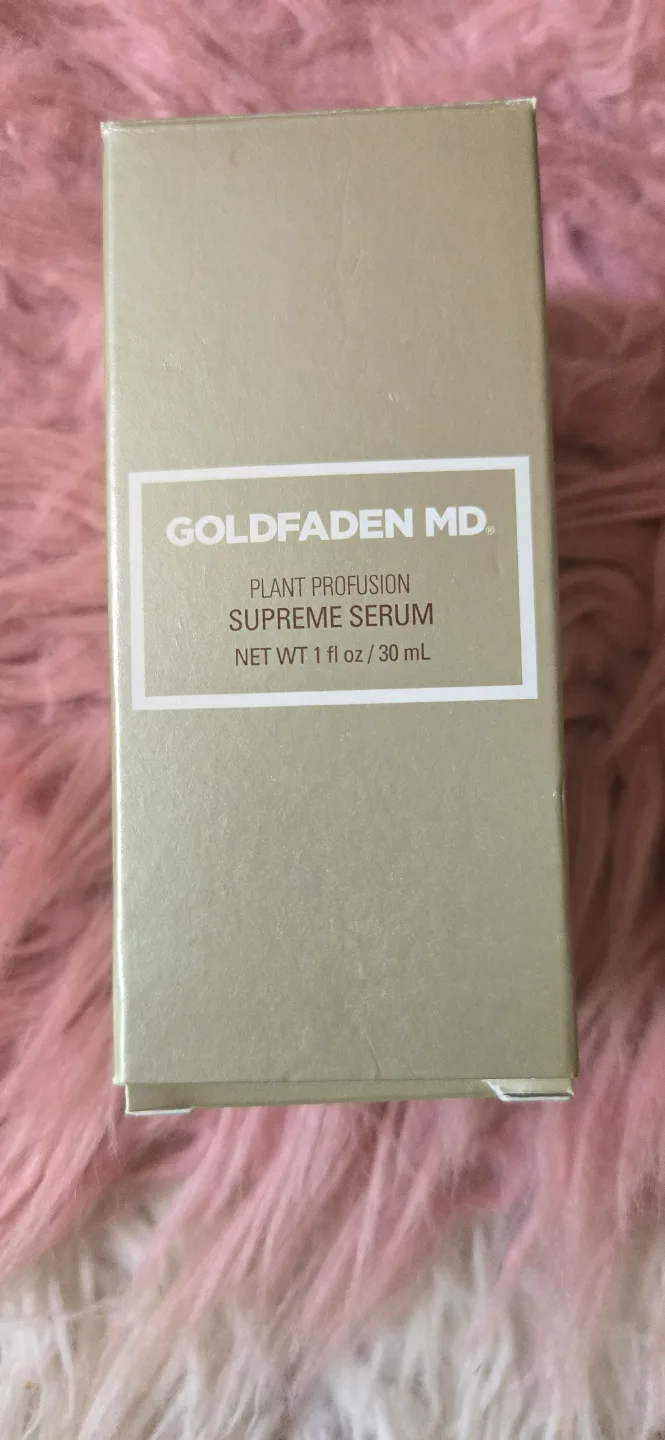 GOLDFADEN MD®
PLANT PROFUSION
SUPREME SERUM
NET WT 1 fl oz / 30 mL